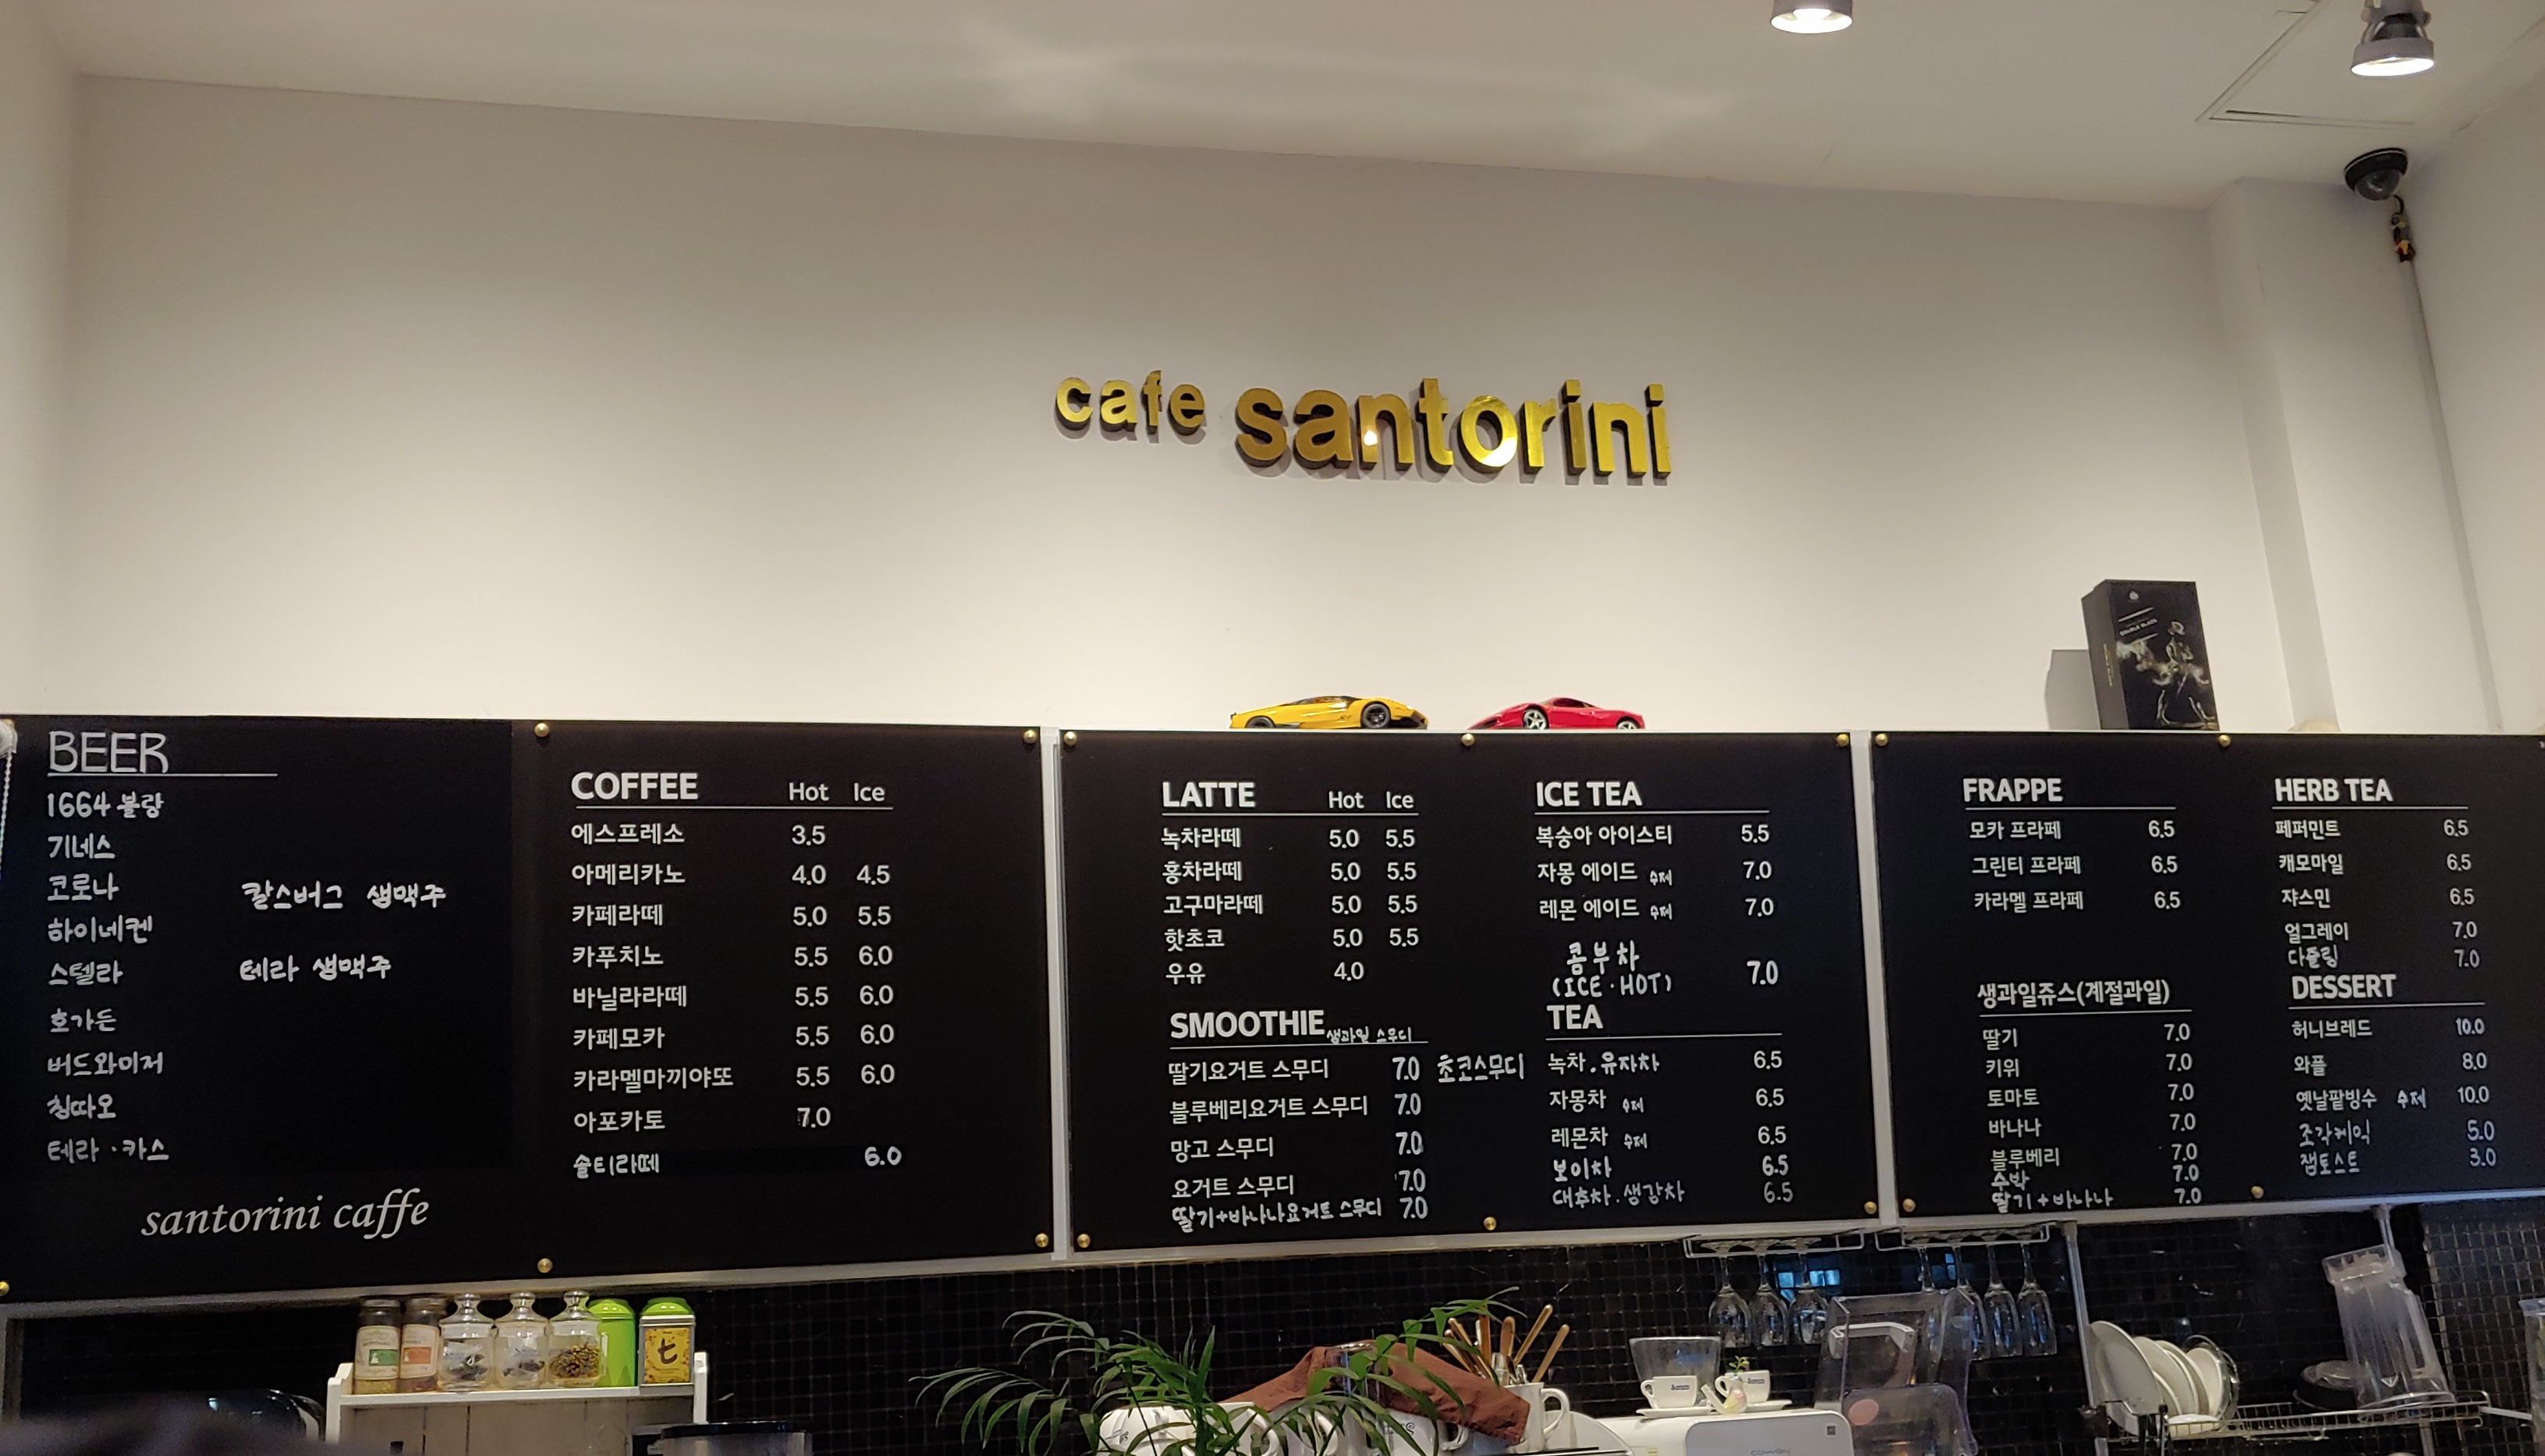 cafe santorini
BEER
1664 블랑
기네스
코로나
하이네켄
스텔라
호가든
버드와이저
칭따오
테라 · 카스
칼스버그 생맥주
테라 생맥주
santorini caffe
COFFEE Hot Ice
에스프레소 3.5
아메리카노 4.0 4.5
카페라떼 5.0 5.5
카푸치노 5.5 6.0
바닐라라떼 5.5 6.0
카페모카 5.5 6.0
카라멜마끼야또 5.5 6.0
아포카토 7.0
솔티라떼 6.0
LATTE Hot Ice
녹차라떼 5.0 5.5
홍차라떼 5.0 5.5
고구마라떼 5.0 5.5
핫초코 5.0 5.5
우유 4.0
SMOOTHIE 생과일 스무디
딸기요거트 스무디 7.0 초코스무디
블루베리요거트 스무디 7.0
망고 스무디 7.0
요거트 스무디 7.0
딸기+바나나요거트 스무디 7.0
ICE TEA
복숭아 아이스티 5.5
자몽 에이드 수제 7.0
레몬 에이드 수제 7.0
콤부차
(ICE · HOT) 7.0
TEA
녹차 . 유자차 6.5
자몽차 수제 6.5
레몬차 수제 6.5
보이차 6.5
대추차 . 생강차 6.5
FRAPPE
모카 프라페 6.5
그린티 프라페 6.5
카라멜 프라페 6.5
생과일쥬스(계절과일)
딸기 7.0
키위 7.0
토마토 7.0
바나나 7.0
블루베리 7.0
수박 7.0
딸기+바나나 7.0
HERB TEA
페퍼민트 6.5
캐모마일 6.5
쟈스민 6.5
얼그레이 7.0
다즐링 7.0
DESSERT
허니브레드 10.0
와플 8.0
옛날팥빙수 수제 10.0
조각케익 5.0
잼토스트 3.0
t